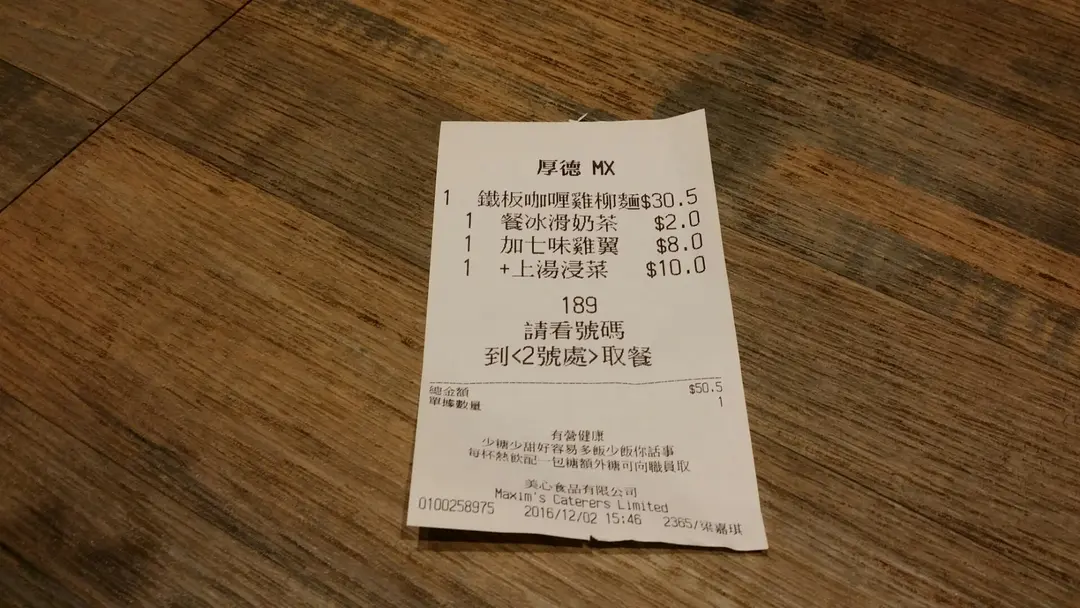 厚德 MX
1 鐵板咖喱雞柳麵$30.5
1 餐冰滑奶茶 $2.0
1 加七味雞翼 $8.0
1 +上湯浸菜 $10.0
189
請看號碼
到<2號處>取餐
總金額 $50.5
單據數量 1
有營健康
少糖少甜好容易多飯少飯你話事
每杯熱飲配一包糖額外糖可向職員取
美心食品有限公司
Maxim's Caterers Limited
0100258975 2016/12/02 15:46 2365/梁嘉琪